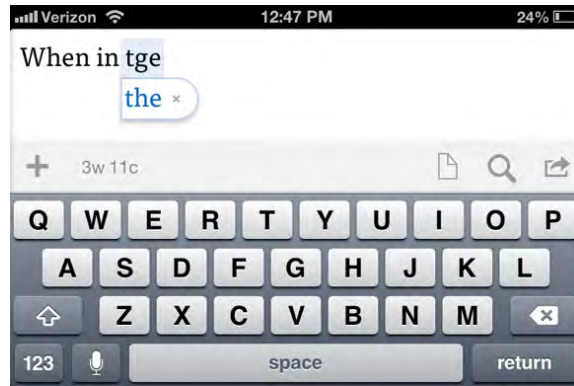 Verizon 12:47 PM 24%
When in tge
the ×
3w 11c
Q W E R T Y U I O P
A S D F G H J K L
Z X C V B N M
123 space return